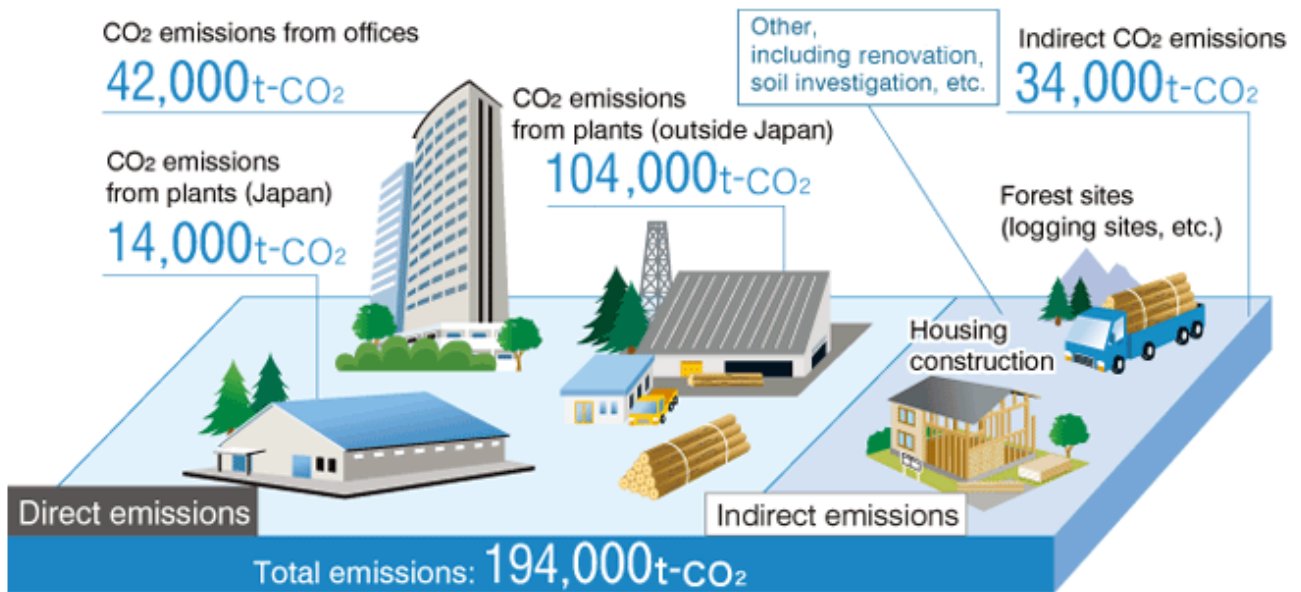 CO2 emissions from offices
42,000t-CO2
CO2 emissions
from plants (Japan)
14,000t-CO2
CO2 emissions
from plants (outside Japan)
104,000t-CO2
Other,
including renovation,
soil investigation, etc.
Indirect CO2 emissions
34,000t-CO2
Forest sites
(logging sites, etc.)
Housing
construction
Direct emissions
Indirect emissions
Total emissions: 194,000t-CO2